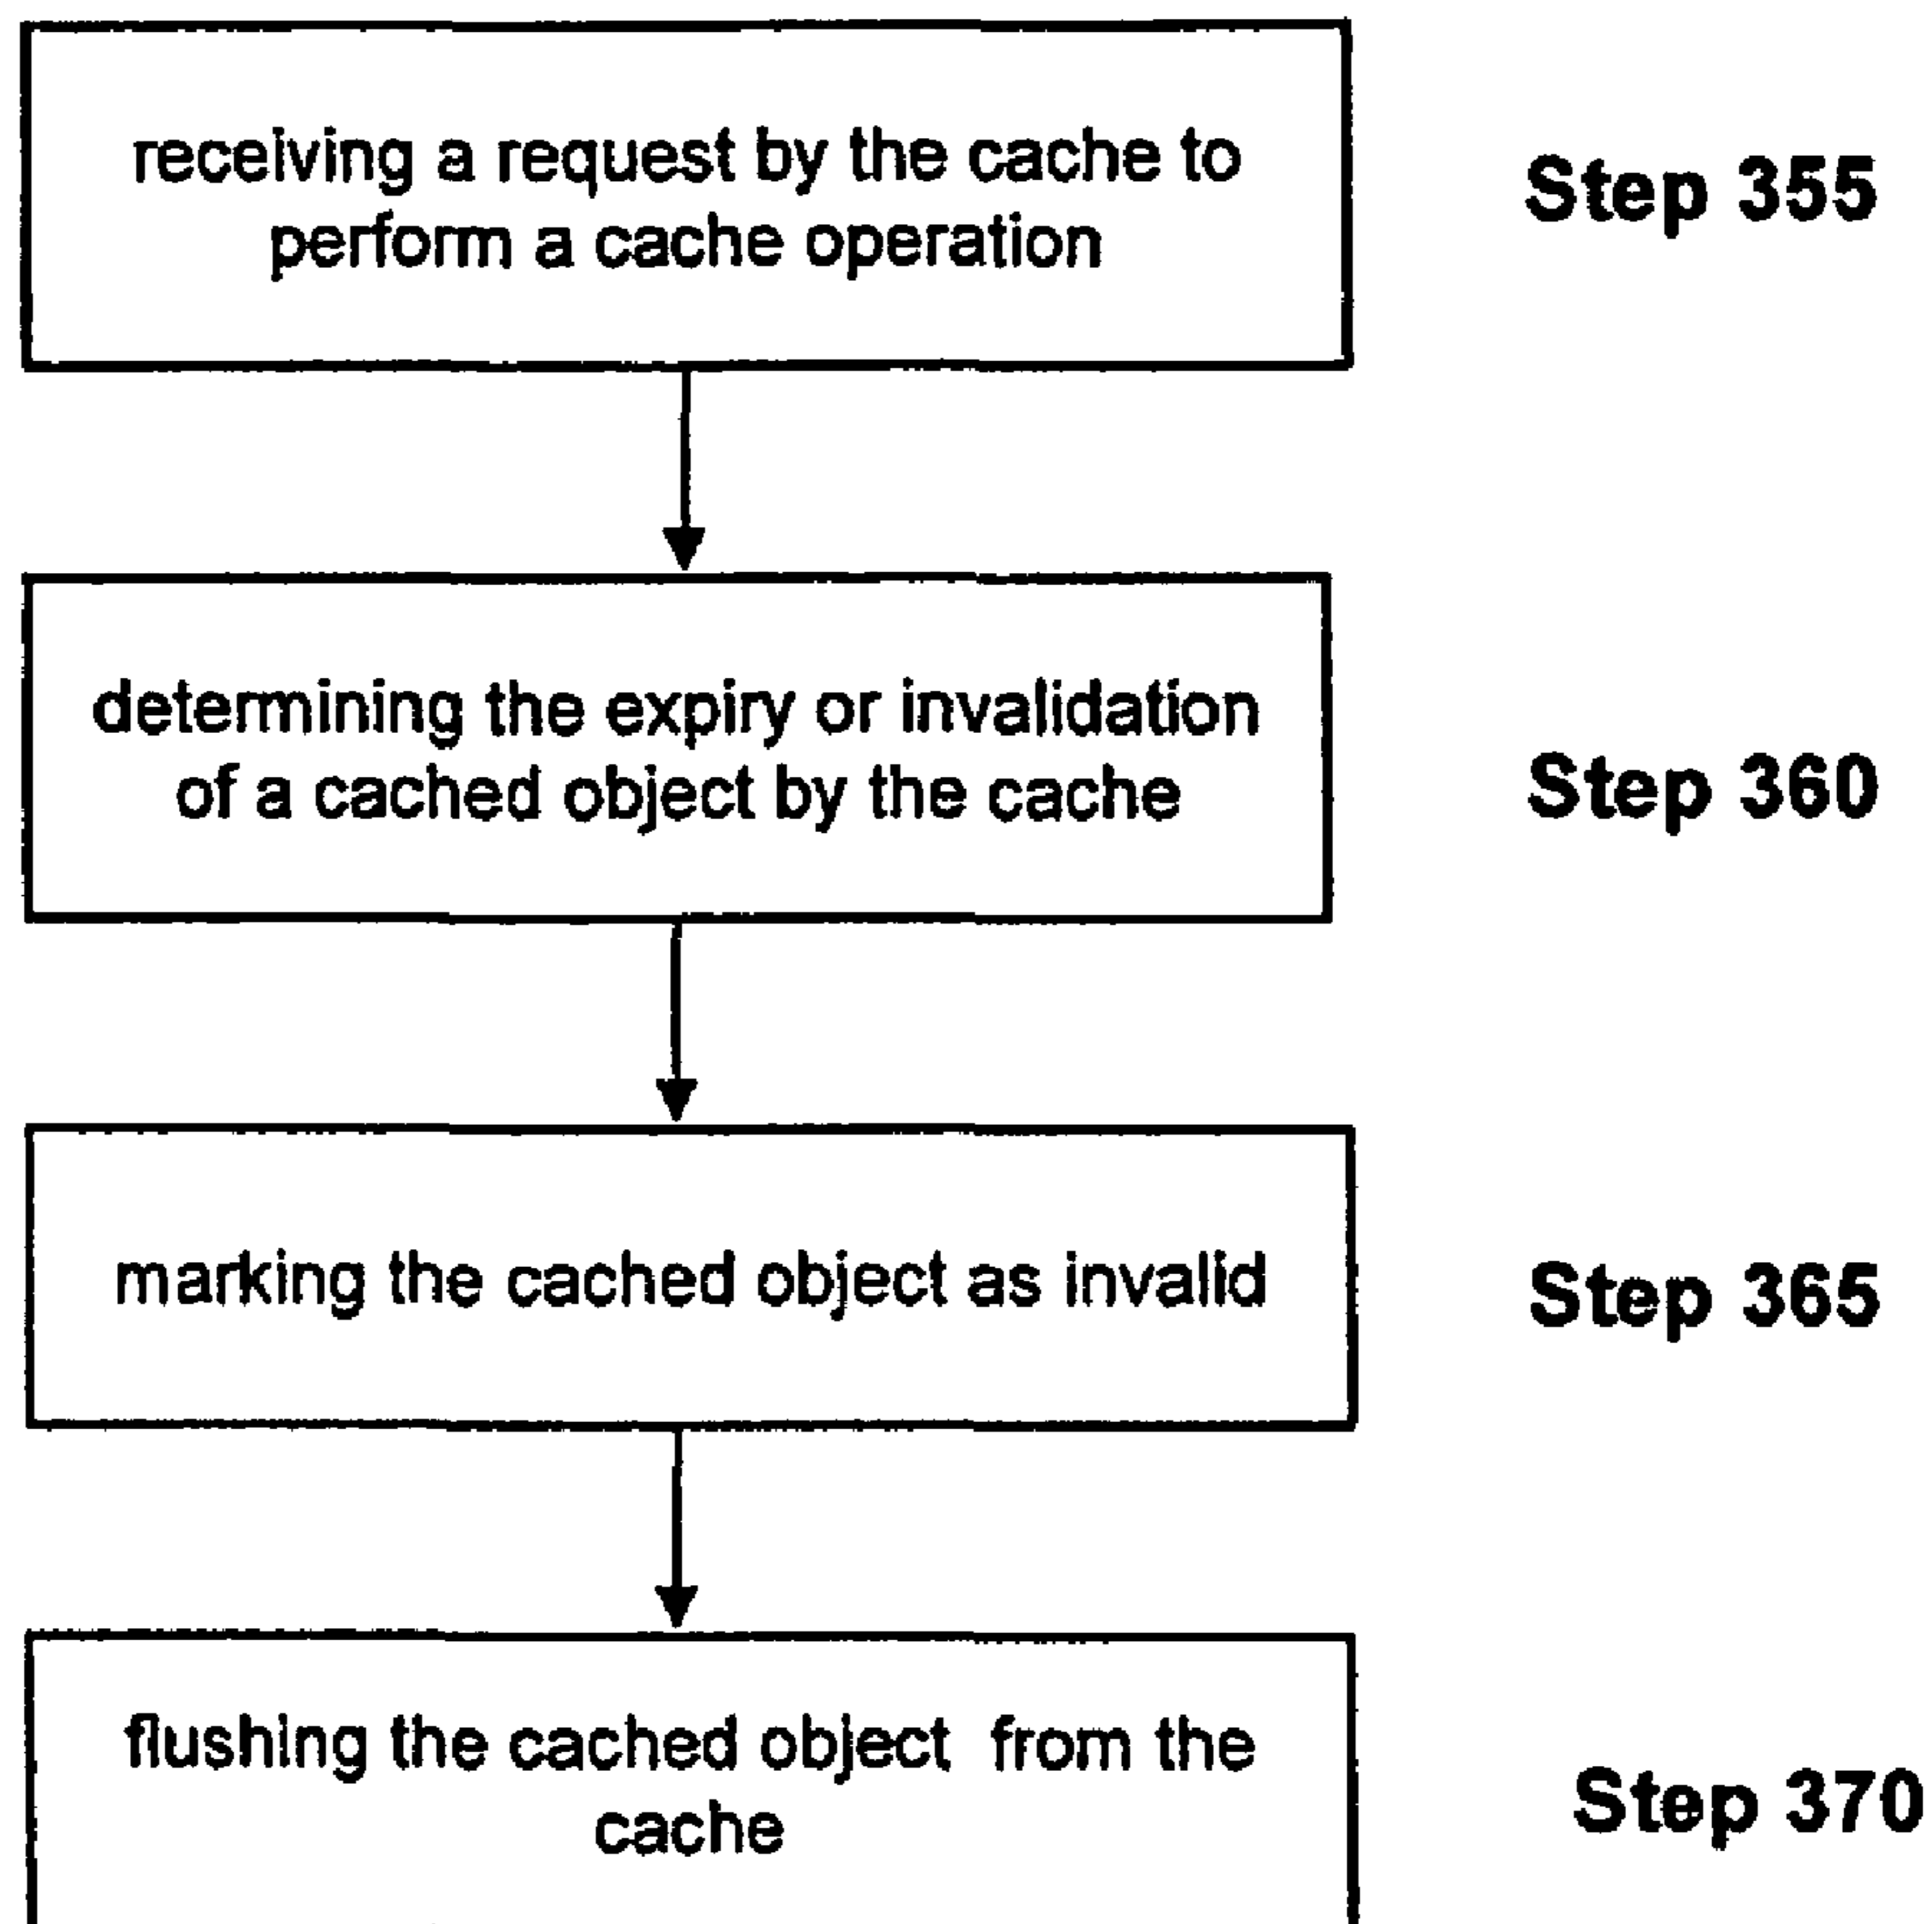 receiving a request by the cache to
perform a cache operation
Step 355
determining the expiry or invalidation
of a cached object by the cache
Step 360
marking the cached object as invalid
Step 365
flushing the cached object from the
cache
Step 370